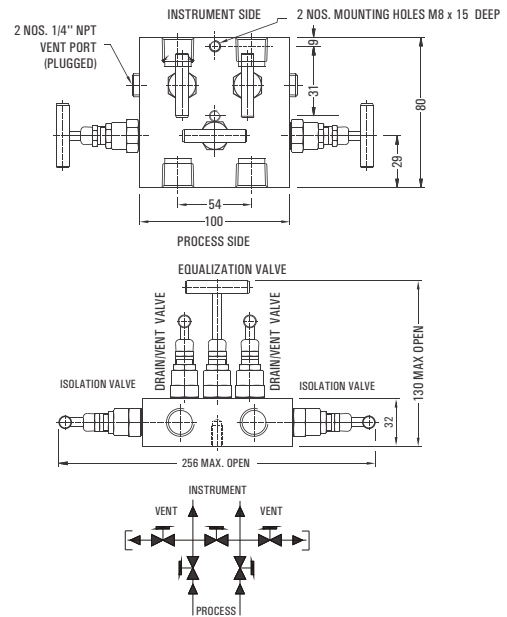 INSTRUMENT SIDE
2 NOS. MOUNTING HOLES M8 x 15 DEEP
2 NOS. 1/4" NPT
VENT PORT
(PLUGGED)
9
31
80
29
54
100
PROCESS SIDE
EQUALIZATION VALVE
DRAIN/VENT VALVE
DRAIN/VENT VALVE
ISOLATION VALVE
ISOLATION VALVE
130 MAX OPEN
32
256 MAX. OPEN
INSTRUMENT
VENT
VENT
PROCESS